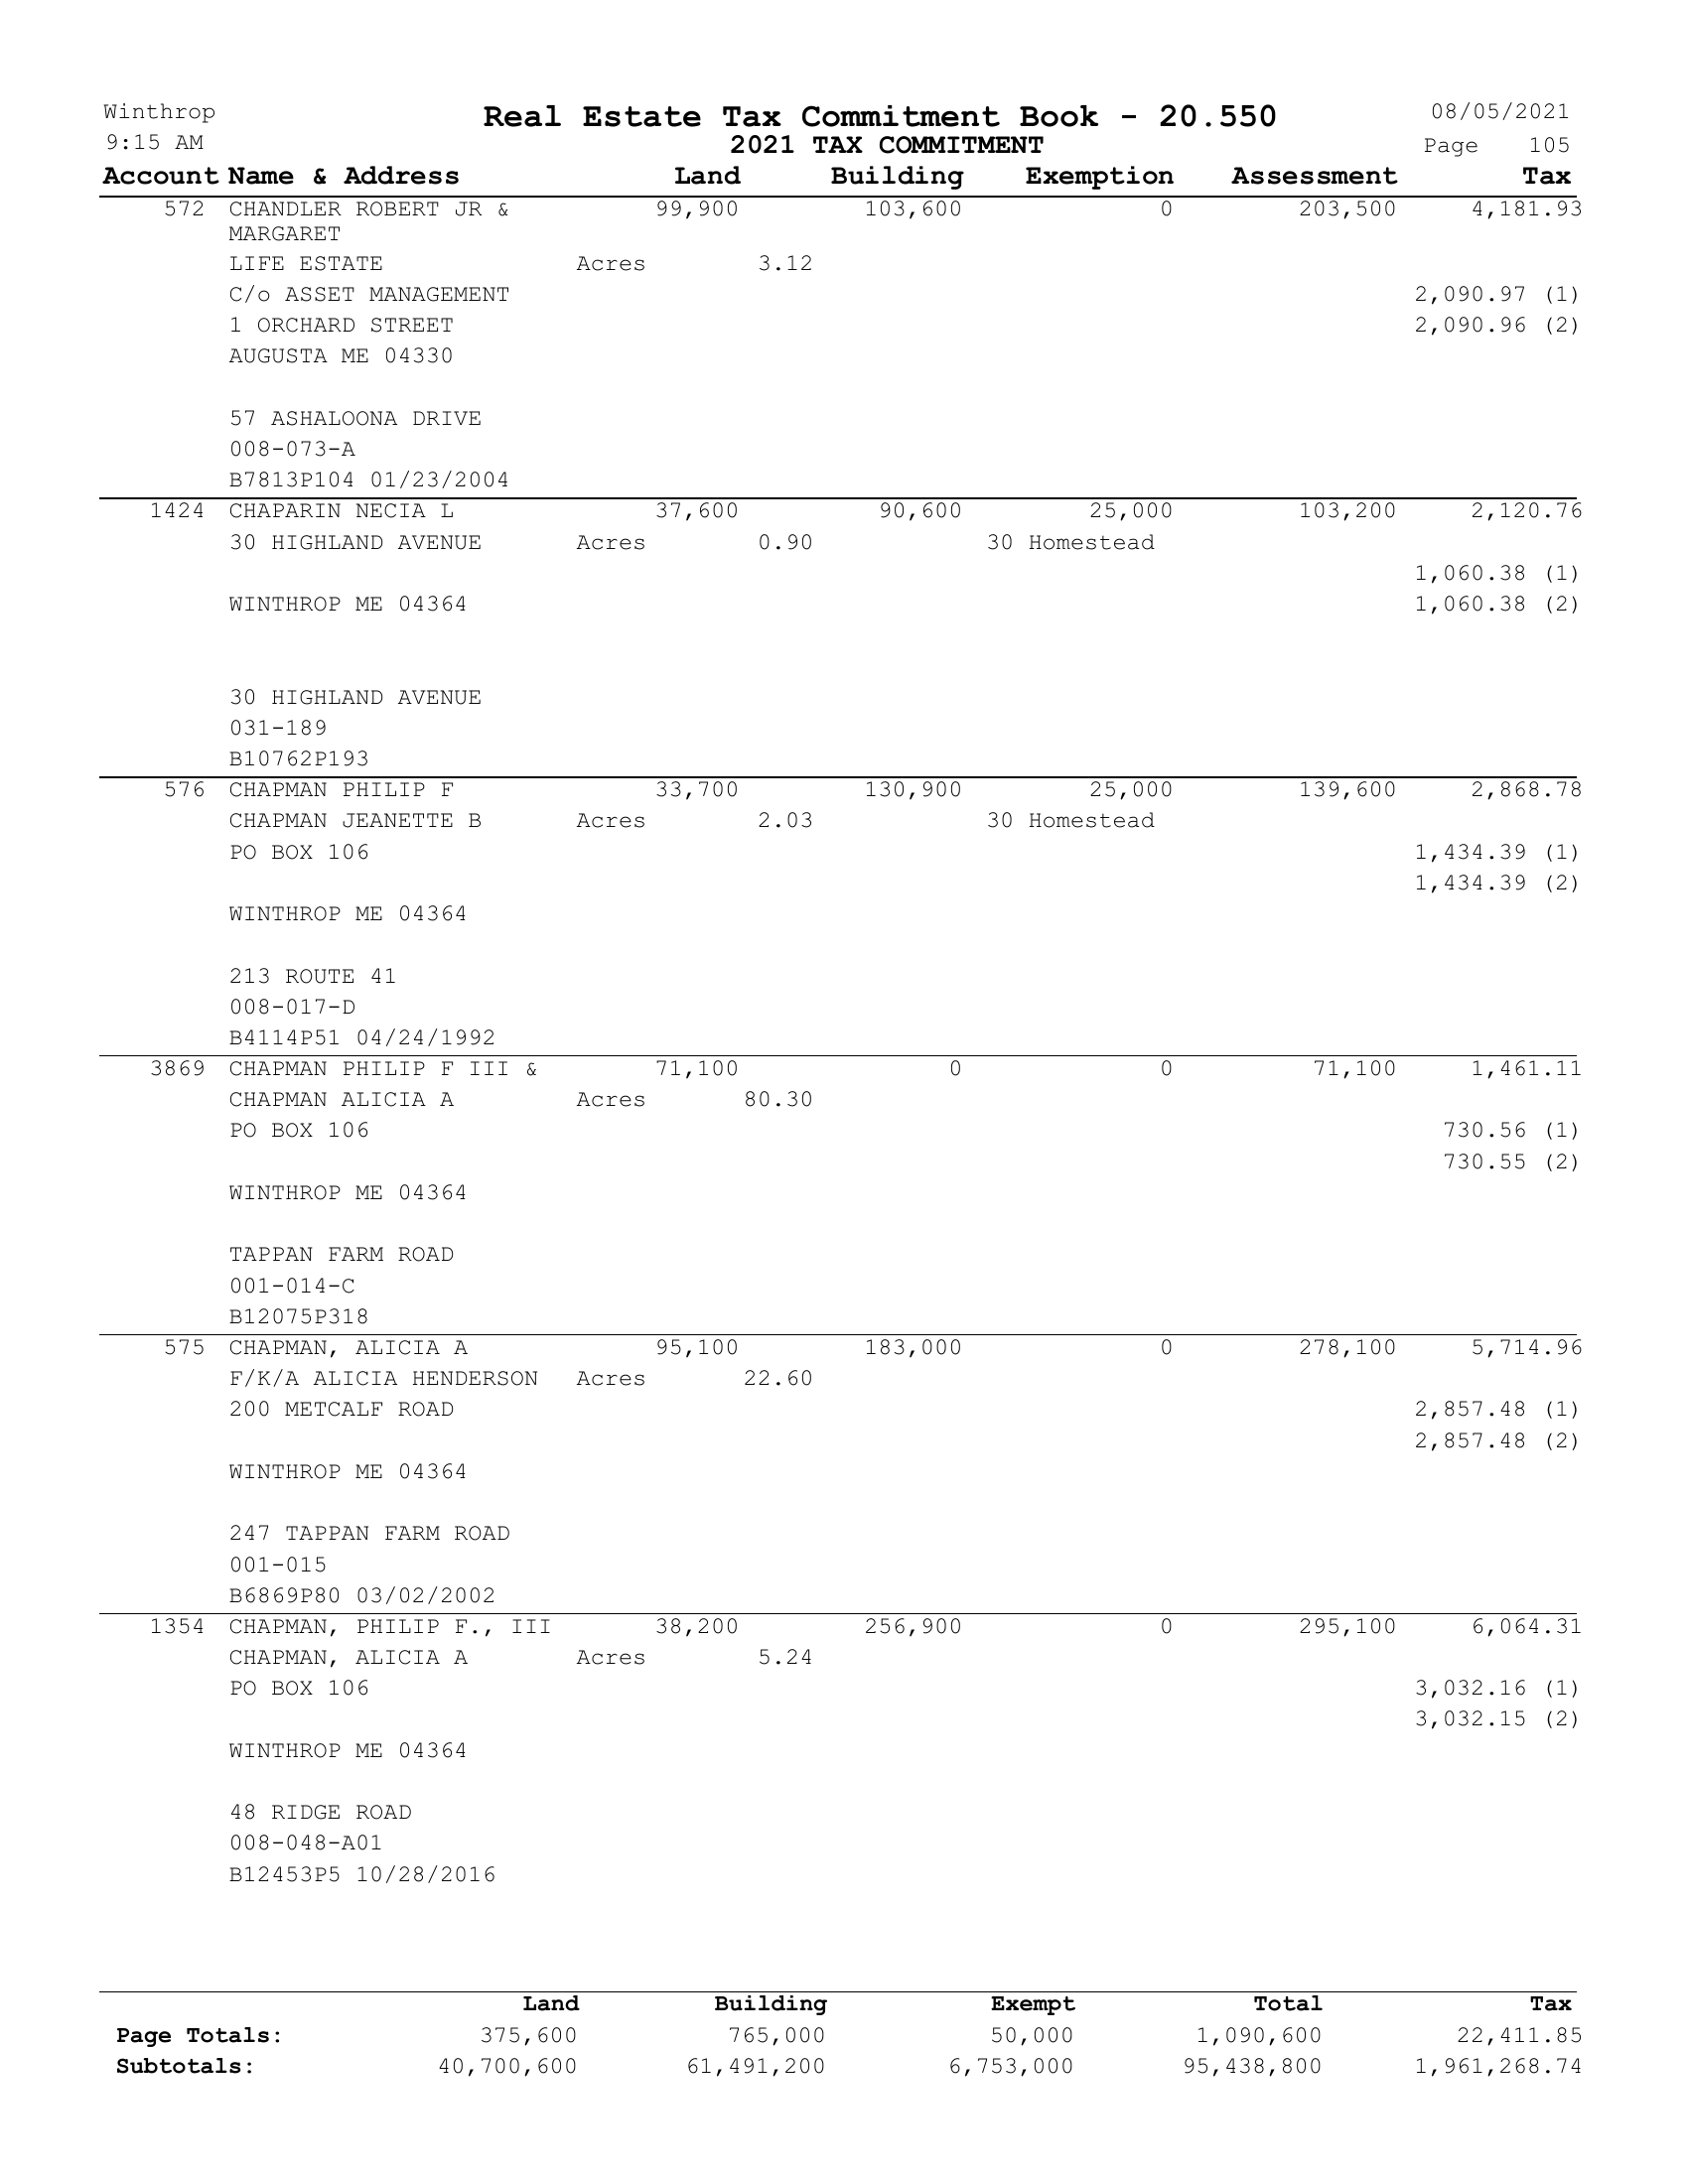 Winthrop Real Estate Tax Commitment Book - 20.550 08/05/2021
9:15 AM 2021 TAX COMMITMENT Page 105
Account Name & Address Land Building Exemption Assessment Tax
572 CHANDLER ROBERT JR & 99,900 103,600 0 203,500 4,181.93
MARGARET
LIFE ESTATE Acres 3.12
C/o ASSET MANAGEMENT 2,090.97 (1)
1 ORCHARD STREET 2,090.96 (2)
AUGUSTA ME 04330
57 ASHALOONA DRIVE
008-073-A
B7813P104 01/23/2004
1424 CHAPARIN NECIA L 37,600 90,600 25,000 103,200 2,120.76
30 HIGHLAND AVENUE Acres 0.90 30 Homestead
1,060.38 (1)
WINTHROP ME 04364 1,060.38 (2)
30 HIGHLAND AVENUE
031-189
B10762P193
576 CHAPMAN PHILIP F 33,700 130,900 25,000 139,600 2,868.78
CHAPMAN JEANETTE B Acres 2.03 30 Homestead
PO BOX 106 1,434.39 (1)
1,434.39 (2)
WINTHROP ME 04364
213 ROUTE 41
008-017-D
B4114P51 04/24/1992
3869 CHAPMAN PHILIP F III & 71,100 0 0 71,100 1,461.11
CHAPMAN ALICIA A Acres 80.30
PO BOX 106 730.56 (1)
730.55 (2)
WINTHROP ME 04364
TAPPAN FARM ROAD
001-014-C
B12075P318
575 CHAPMAN, ALICIA A 95,100 183,000 0 278,100 5,714.96
F/K/A ALICIA HENDERSON Acres 22.60
200 METCALF ROAD 2,857.48 (1)
2,857.48 (2)
WINTHROP ME 04364
247 TAPPAN FARM ROAD
001-015
B6869P80 03/02/2002
1354 CHAPMAN, PHILIP F., III 38,200 256,900 0 295,100 6,064.31
CHAPMAN, ALICIA A Acres 5.24
PO BOX 106 3,032.16 (1)
3,032.15 (2)
WINTHROP ME 04364
48 RIDGE ROAD
008-048-A01
B12453P5 10/28/2016
Land Building Exempt Total Tax
Page Totals: 375,600 765,000 50,000 1,090,600 22,411.85
Subtotals: 40,700,600 61,491,200 6,753,000 95,438,800 1,961,268.74